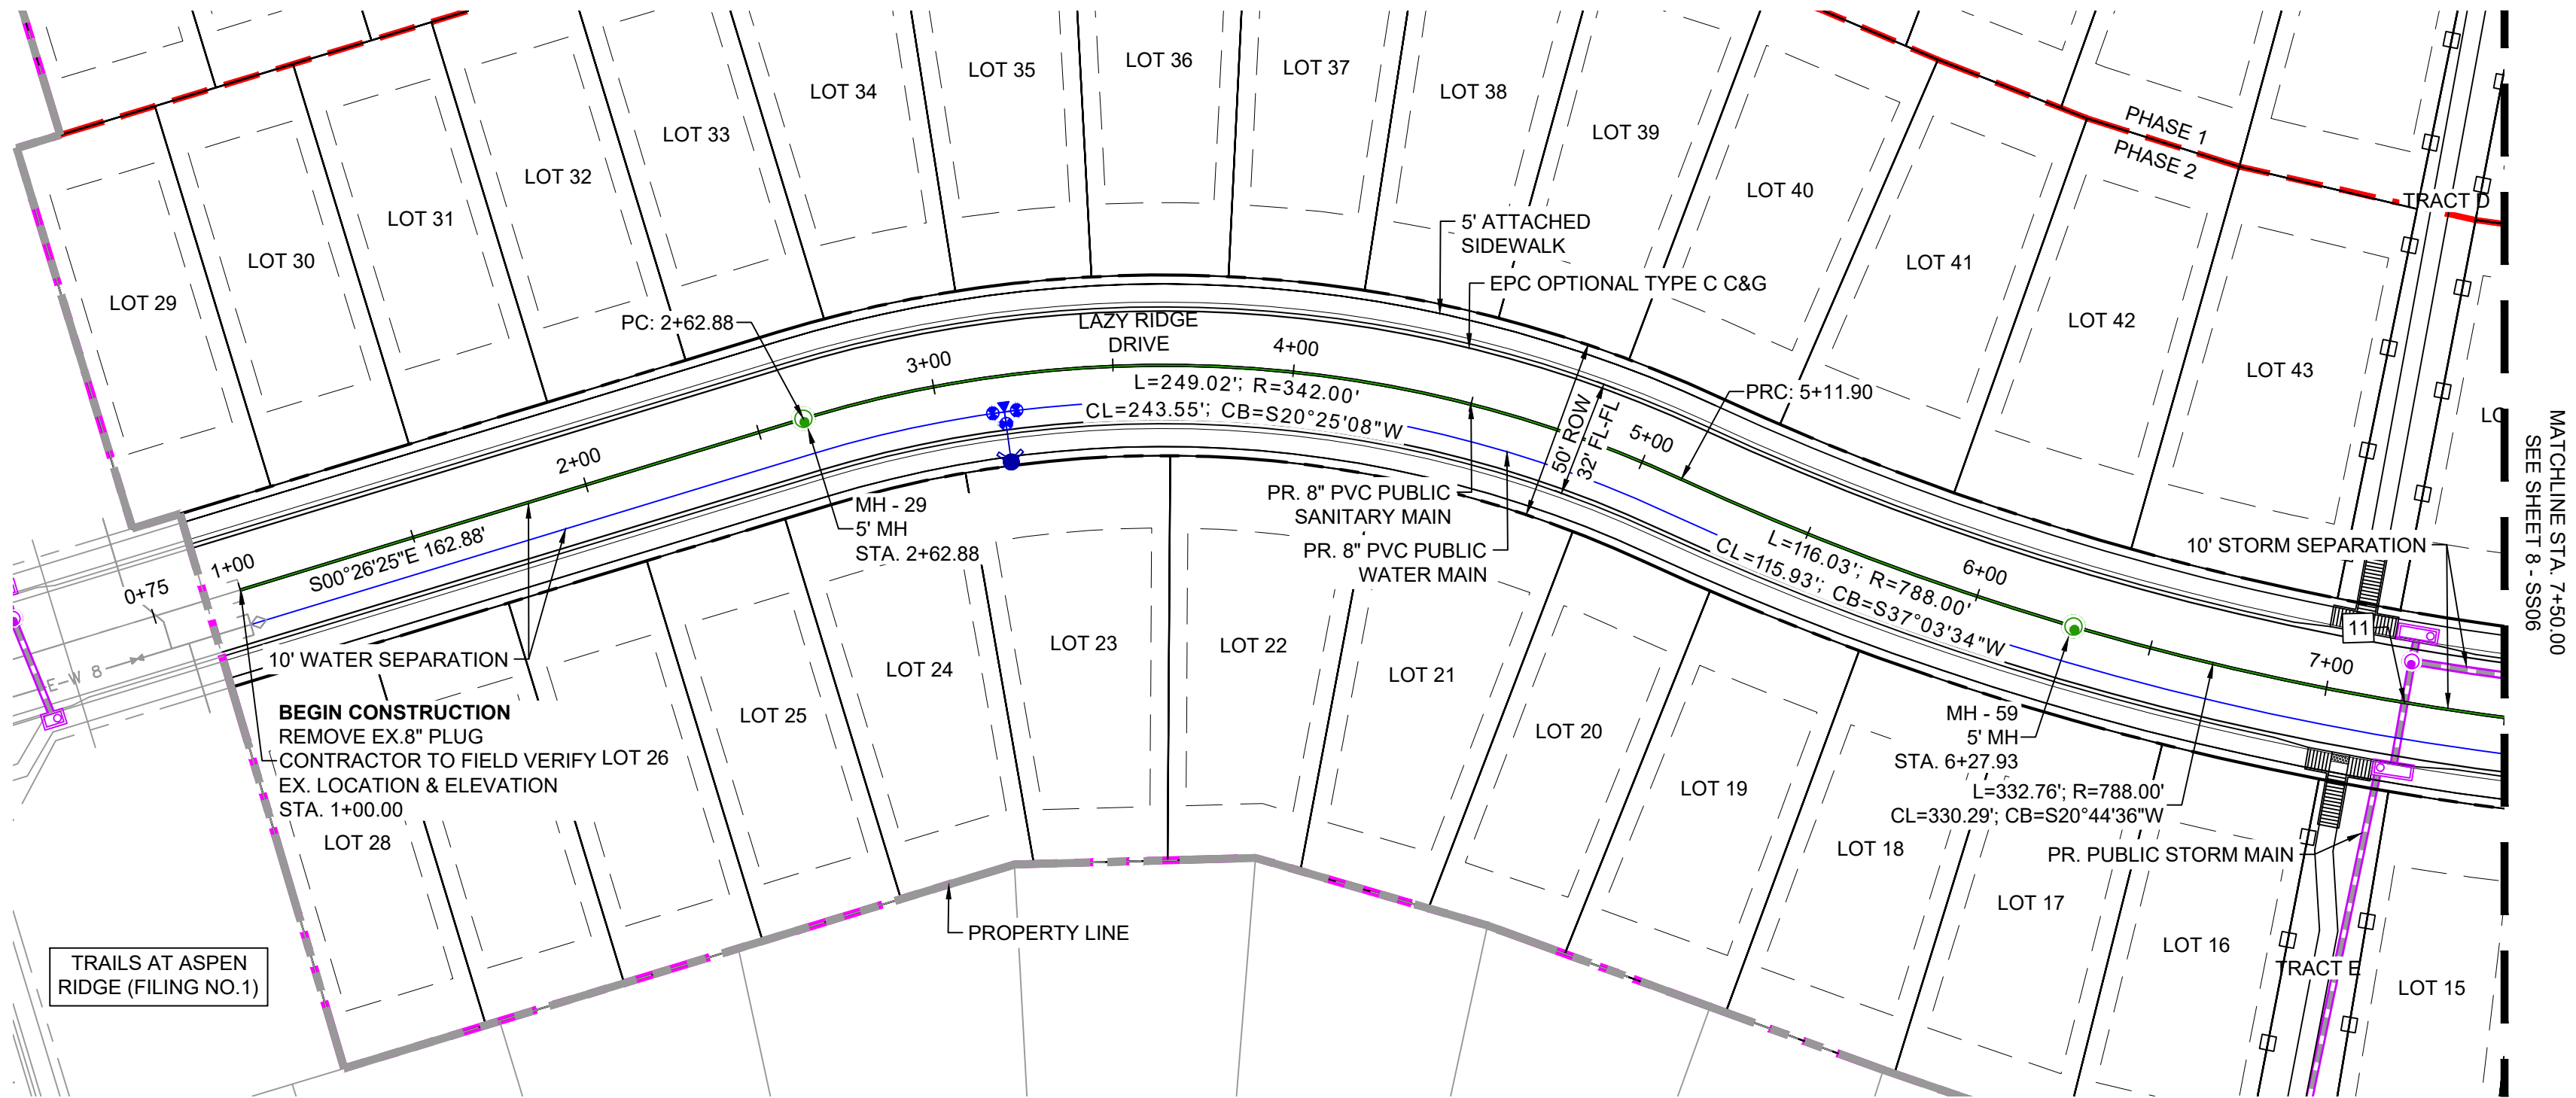 LOT 29
LOT 30
LOT 31
LOT 32
LOT 33
LOT 34
LOT 35
LOT 36
LOT 37
LOT 38
LOT 39
LOT 40
LOT 41
LOT 42
LOT 43
PHASE 1
PHASE 2
TRACT D
5' ATTACHED
SIDEWALK
EPC OPTIONAL TYPE C C&G
PC: 2+62.88
LAZY RIDGE
DRIVE
PRC: 5+11.90
0+75
1+00
2+00
3+00
4+00
5+00
6+00
7+00
S00°26'25"E 162.88'
L=249.02'; R=342.00'
CL=243.55'; CB=S20°25'08"W
50' ROW
32' FL-FL
L=116.03'; R=788.00'
CL=115.93'; CB=S37°03'34"W
MH - 29
5' MH
STA. 2+62.88
PR. 8" PVC PUBLIC
SANITARY MAIN
PR. 8" PVC PUBLIC
WATER MAIN
10' STORM SEPARATION
11
MATCHLINE STA. 7+50.00
SEE SHEET 8 - SS06
E-W 8
10' WATER SEPARATION
BEGIN CONSTRUCTION
REMOVE EX.8" PLUG
CONTRACTOR TO FIELD VERIFY
EX. LOCATION & ELEVATION
STA. 1+00.00
MH - 59
5' MH
STA. 6+27.93
L=332.76'; R=788.00'
CL=330.29'; CB=S20°44'36"W
PR. PUBLIC STORM MAIN
LOT 28
LOT 26
LOT 25
LOT 24
LOT 23
LOT 22
LOT 21
LOT 20
LOT 19
LOT 18
LOT 17
LOT 16
TRACT E
LOT 15
PROPERTY LINE
TRAILS AT ASPEN
RIDGE (FILING NO.1)